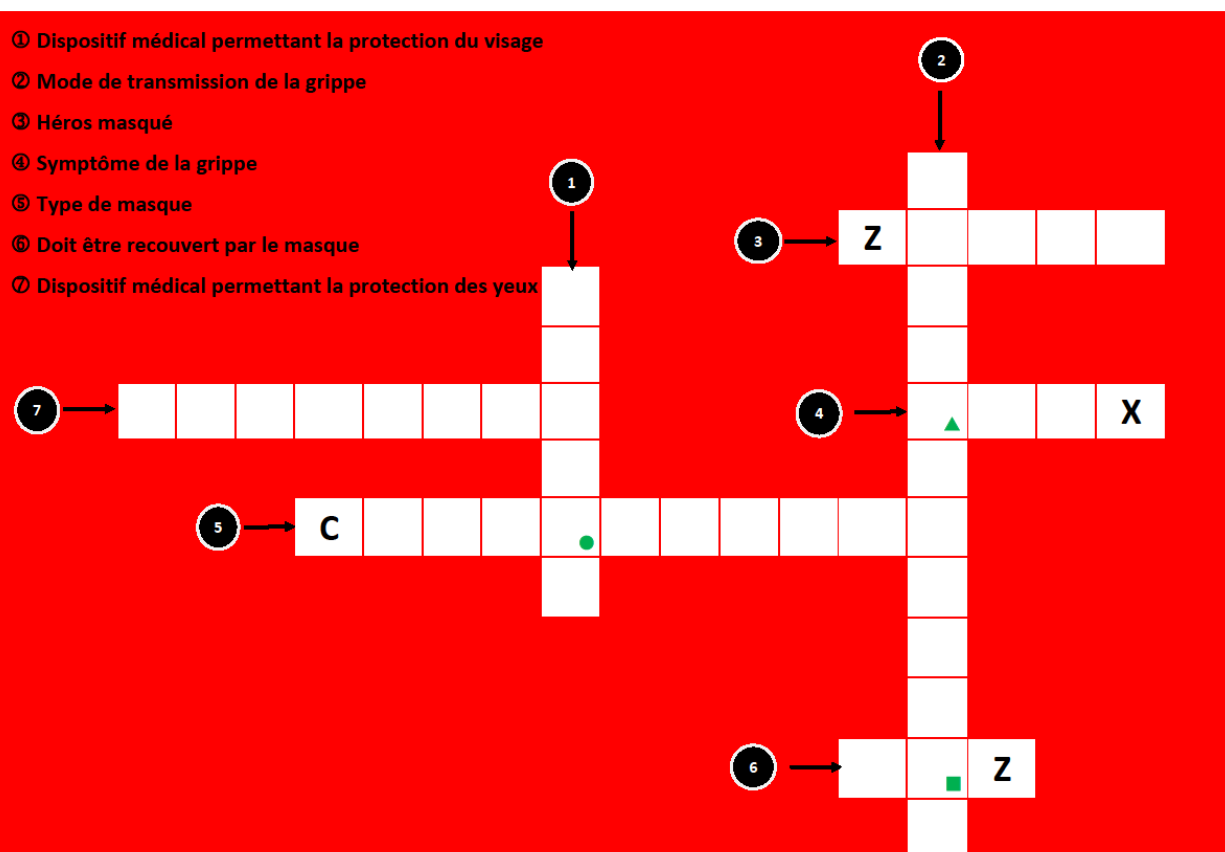 ① Dispositif médical permettant la protection du visage
② Mode de transmission de la grippe
③ Héros masqué
④ Symptôme de la grippe
⑤ Type de masque
⑥ Doit être recouvert par le masque
⑦ Dispositif médical permettant la protection des yeux
2
1
3
Z
7
4
X
5
C
6
Z